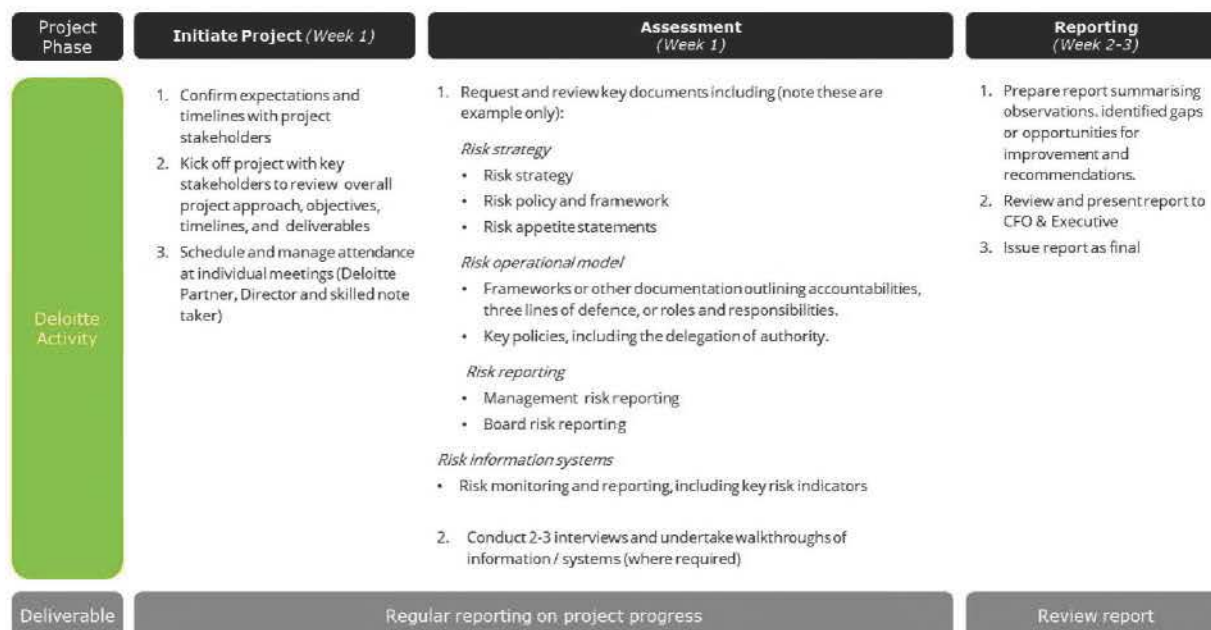 Project
Phase
Initiate Project (Week 1)
Assessment
(Week 1)
Reporting
(Week 2-3)
Deloitte
Activity
1. Confirm expectations and
timelines with project
stakeholders
2. Kick off project with key
stakeholders to review overall
project approach, objectives,
timelines, and deliverables
3. Schedule and manage attendance
at individual meetings (Deloitte
Partner, Director and skilled note
taker)
1. Request and review key documents including (note these are
example only):
Risk strategy
• Risk strategy
• Risk policy and framework
• Risk appetite statements
Risk operational model
• Frameworks or other documentation outlining accountabilities,
three lines of defence, or roles and responsibilities.
• Key policies, including the delegation of authority.
Risk reporting
• Management risk reporting
• Board risk reporting
Risk information systems
• Risk monitoring and reporting, including key risk indicators
2. Conduct 2-3 interviews and undertake walkthroughs of
information / systems (where required)
1. Prepare report summarising
observations. identified gaps
or opportunities for
improvement and
recommendations.
2. Review and present report to
CFO & Executive
3. Issue report as final
Deliverable
Regular reporting on project progress
Review report